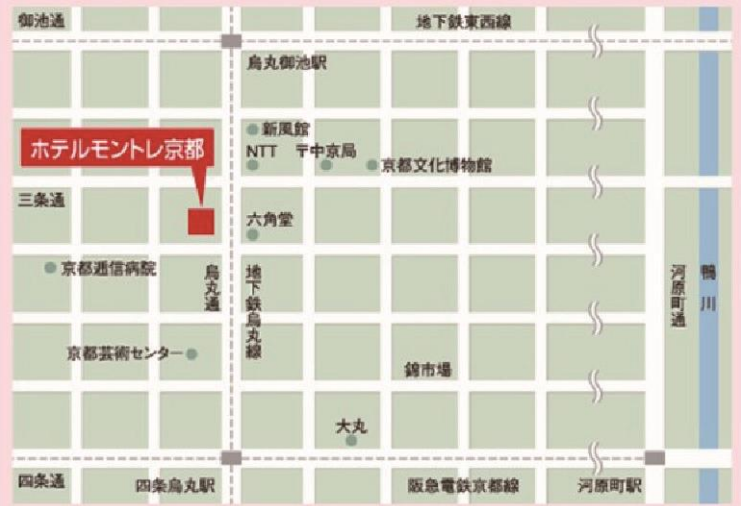 御池通
地下鉄東西線
烏丸御池駅
新風館
ホテルモントレ京都
NTT
〒中京局
京都文化博物館
三条通
六角堂
京都逓信病院
烏丸通
地下鉄烏丸線
河原町通
鴨川
京都芸術センター
錦市場
大丸
四条通
四条烏丸駅
阪急電鉄京都線
河原町駅